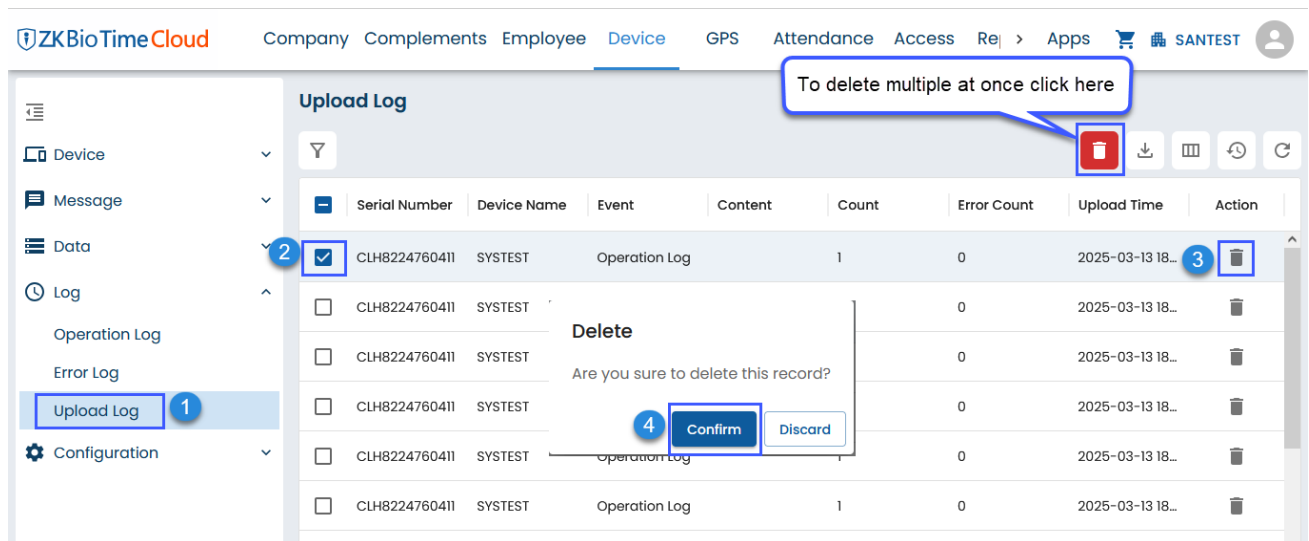 ZKBioTime Cloud Company Complements Employee Device GPS Attendance Access Re Apps SANTEST
To delete multiple at once click here
Upload Log
Device
Message
Data
Log
Operation Log
Error Log
Upload Log 1
Configuration
Serial Number Device Name Event Content Count Error Count Upload Time Action
2 CLH8224760411 SYSTEST Operation Log 1 0 2025-03-13 18... 3
CLH8224760411 SYSTEST 0 2025-03-13 18...
CLH8224760411 SYSTEST 0 2025-03-13 18...
CLH8224760411 SYSTEST 0 2025-03-13 18...
CLH8224760411 SYSTEST Operation Log 1 0 2025-03-13 18...
CLH8224760411 SYSTEST Operation Log 1 0 2025-03-13 18...
Delete
Are you sure to delete this record?
4 Confirm Discard